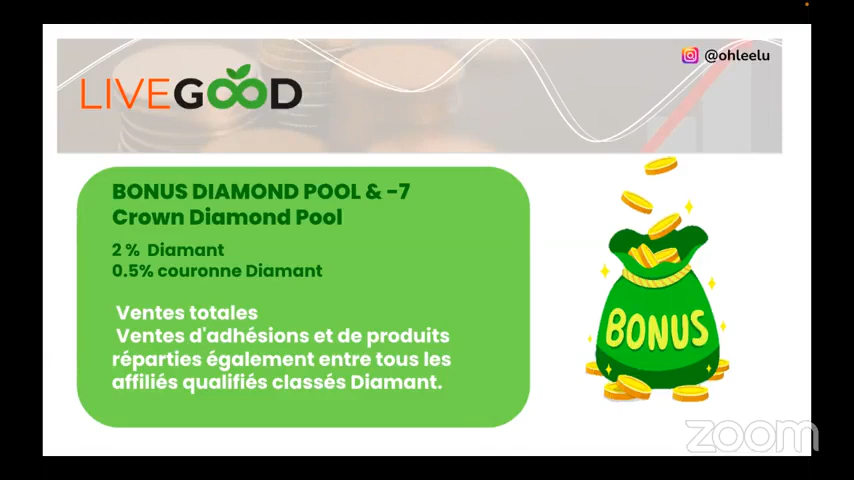 LIVEGOOD
@ohleelu
BONUS DIAMOND POOL & -7
Crown Diamond Pool
2 % Diamant
0.5% couronne Diamant
Ventes totales
Ventes d'adhésions et de produits
réparties également entre tous les
affiliés qualifiés classés Diamant.
BONUS
zoom